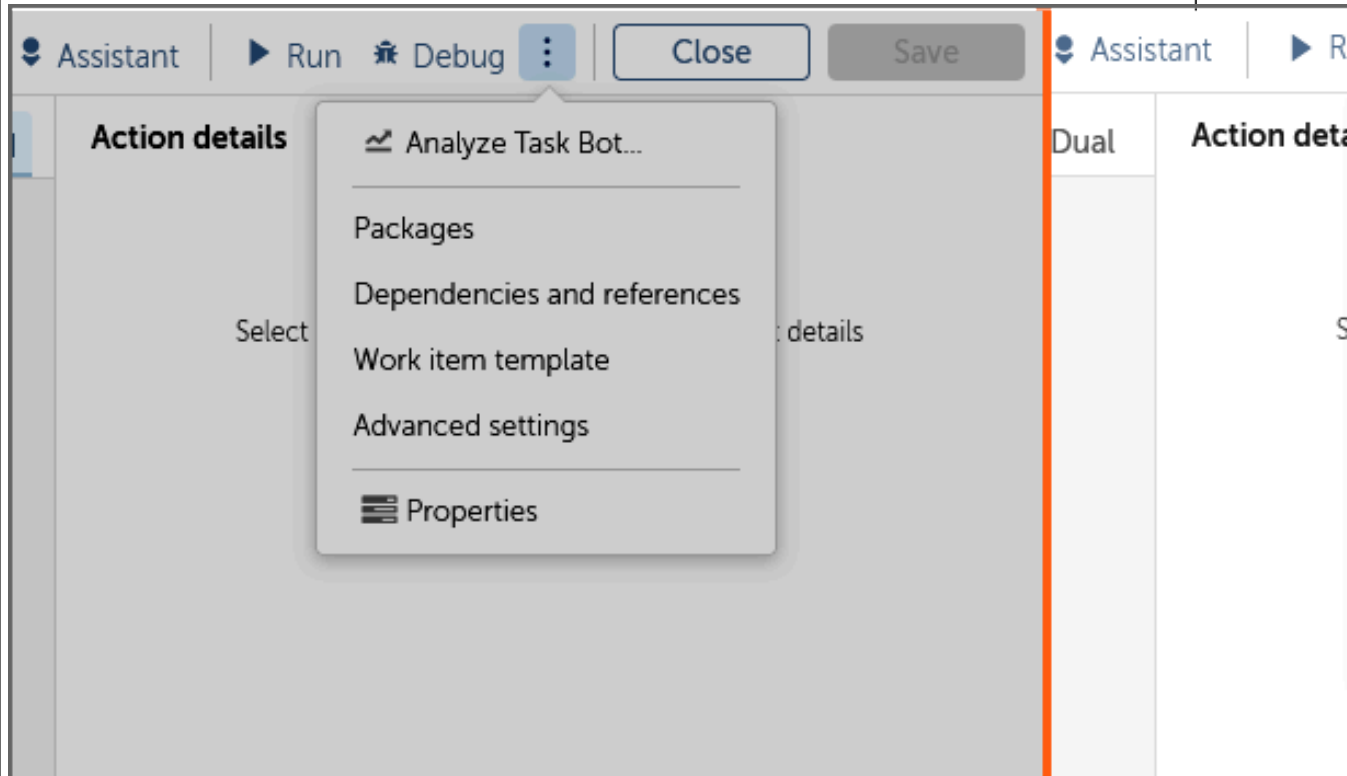 Assistant Run Debug Close Save
Action details
Analyze Task Bot...
Packages
Dependencies and references
Select details
Work item template
Advanced settings
Properties
Assistant
Dual Action